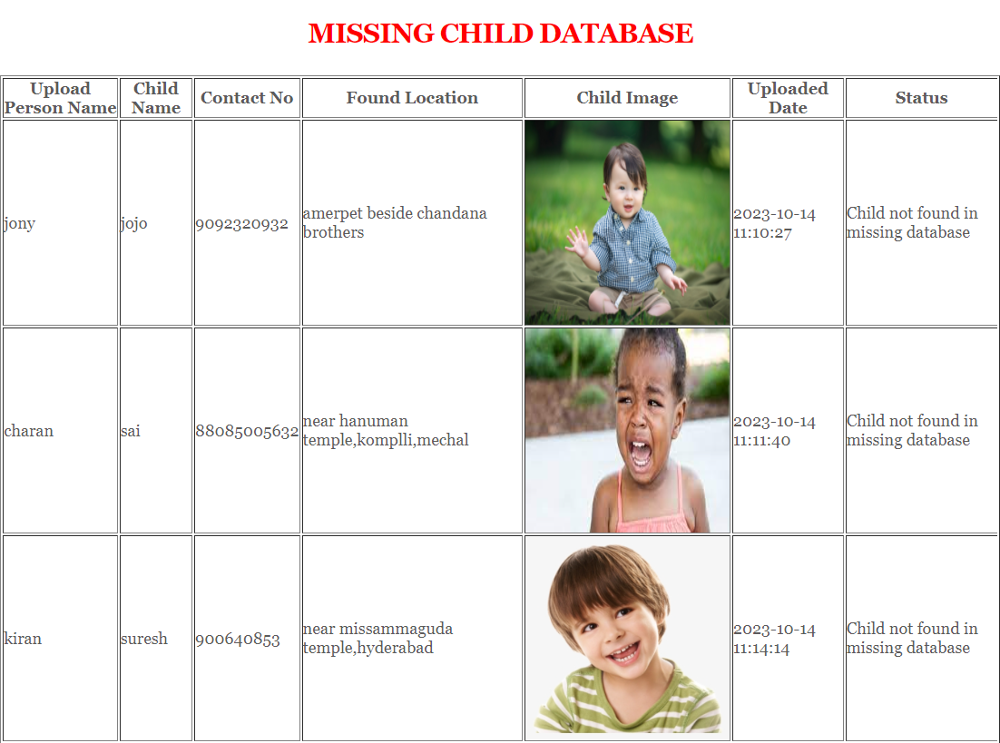 MISSING CHILD DATABASE
Upload Person Name Child Name Contact No Found Location Child Image Uploaded Date Status
jony jojo 9092320932 amerpet beside chandana brothers 2023-10-14 11:10:27 Child not found in missing database
charan sai 88085005632 near hanuman temple,komplli,mechal 2023-10-14 11:11:40 Child not found in missing database
kiran suresh 900640853 near missammaguda temple,hyderabad 2023-10-14 11:14:14 Child not found in missing database